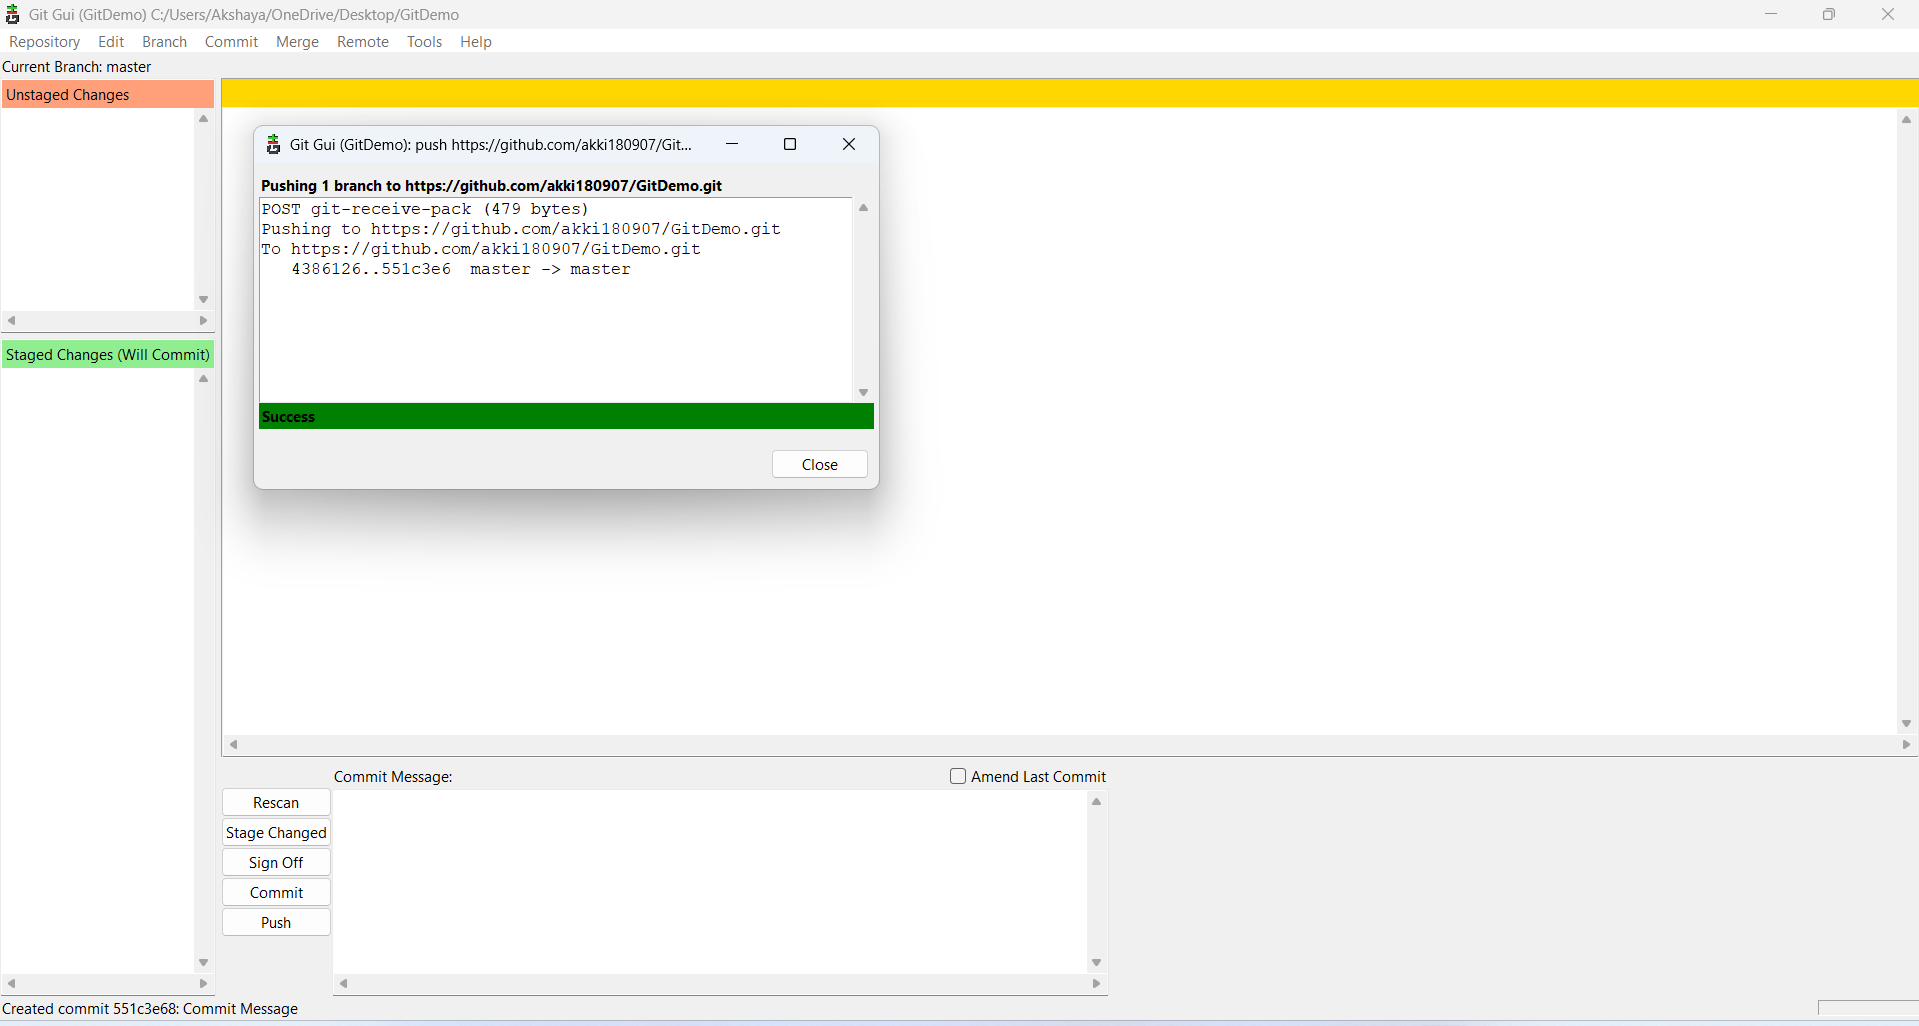 Git Gui (GitDemo) C:/Users/Akshaya/OneDrive/Desktop/GitDemo
Repository Edit Branch Commit Merge Remote Tools Help
Current Branch: master
Unstaged Changes
Git Gui (GitDemo): push https://github.com/akki180907/Git...
Pushing 1 branch to https://github.com/akki180907/GitDemo.git
POST git-receive-pack (479 bytes)
Pushing to https://github.com/akki180907/GitDemo.git
To https://github.com/akki180907/GitDemo.git
4386126..551c3e6 master -> master
Success
Close
Staged Changes (Will Commit)
Commit Message:
Amend Last Commit
Rescan
Stage Changed
Sign Off
Commit
Push
Created commit 551c3e68: Commit Message